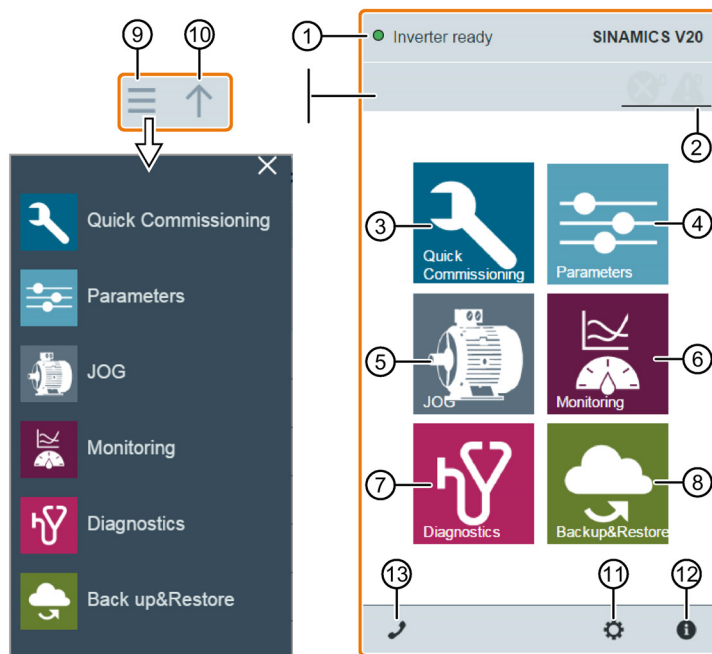 9
10
1
Inverter ready
SINAMICS V20
2
Quick Commissioning
Parameters
JOG
Monitoring
Diagnostics
Back up&Restore
3
Quick
Commissioning
4
Parameters
5
JOG
6
Monitoring
7
Diagnostics
8
Backup&Restore
13
11
12